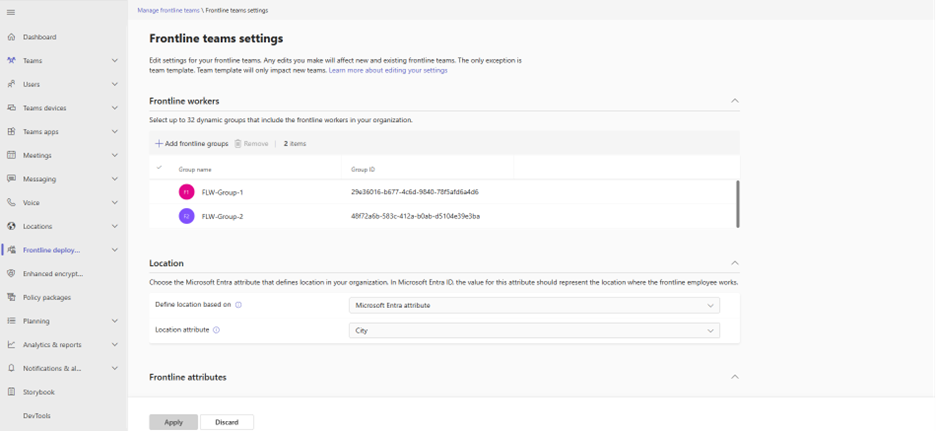 Manage frontline teams \ Frontline teams settings
Dashboard
Teams
Users
Teams devices
Teams apps
Meetings
Messaging
Voice
Locations
Frontline deploy...
Enhanced encrypt...
Policy packages
Planning
Analytics & reports
Notifications & al...
Storybook
DevTools
Frontline teams settings
Edit settings for your frontline teams. Any edits you make will affect new and existing frontline teams. The only exception is
team template. Team template will only impact new teams. Learn more about editing your settings
Frontline workers
Select up to 32 dynamic groups that include the frontline workers in your organization.
Add frontline groups Remove 2 items
Group name Group ID
F1 FLW-Group-1 29e36016-b677-4c6d-9840-78f5afd6a4d6
F2 FLW-Group-2 48f72a6b-583c-412a-b0ab-d5104e39e3ba
Location
Choose the Microsoft Entra attribute that defines location in your organization. In Microsoft Entra ID, the value for this attribute should represent the location where the frontline employee works.
Define location based on Microsoft Entra attribute
Location attribute City
Frontline attributes
Apply Discard